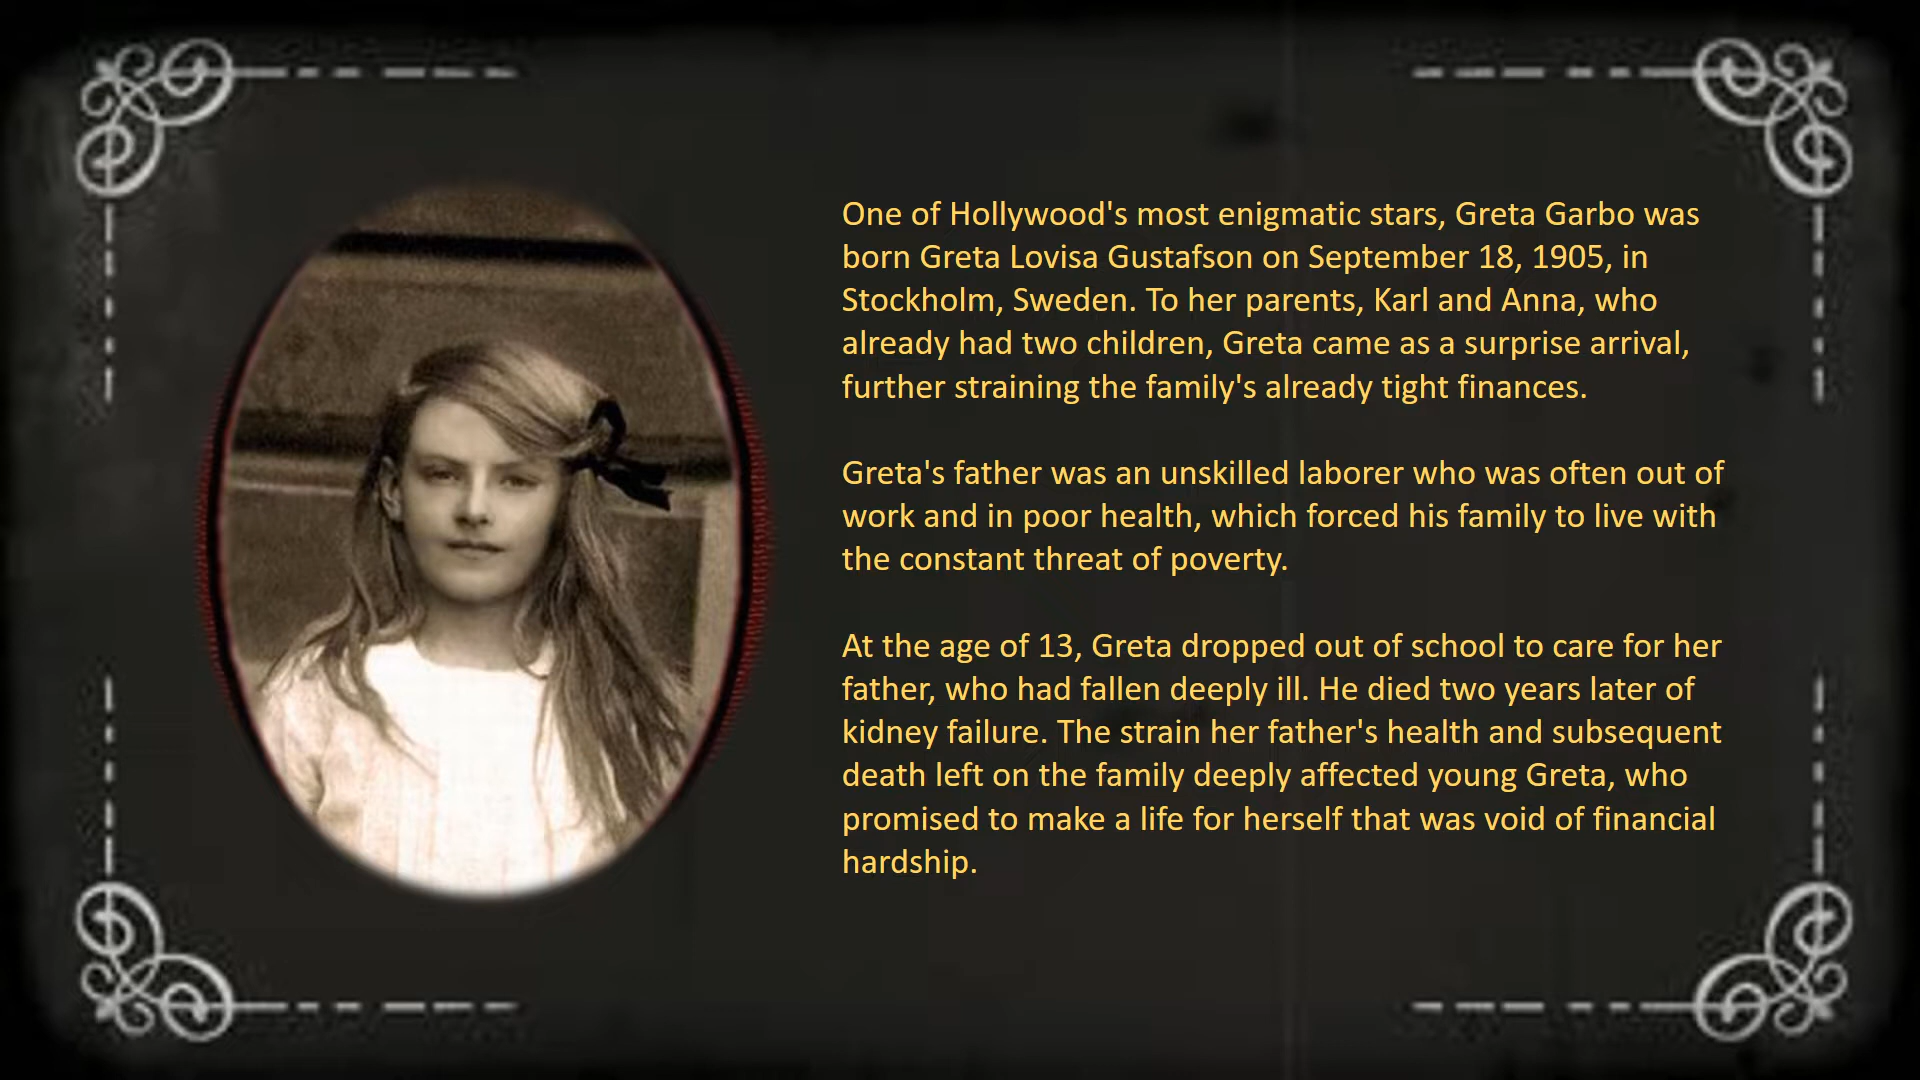 One of Hollywood's most enigmatic stars, Greta Garbo was
born Greta Lovisa Gustafson on September 18, 1905, in
Stockholm, Sweden. To her parents, Karl and Anna, who
already had two children, Greta came as a surprise arrival,
further straining the family's already tight finances.
Greta's father was an unskilled laborer who was often out of
work and in poor health, which forced his family to live with
the constant threat of poverty.
At the age of 13, Greta dropped out of school to care for her
father, who had fallen deeply ill. He died two years later of
kidney failure. The strain her father's health and subsequent
death left on the family deeply affected young Greta, who
promised to make a life for herself that was void of financial
hardship.